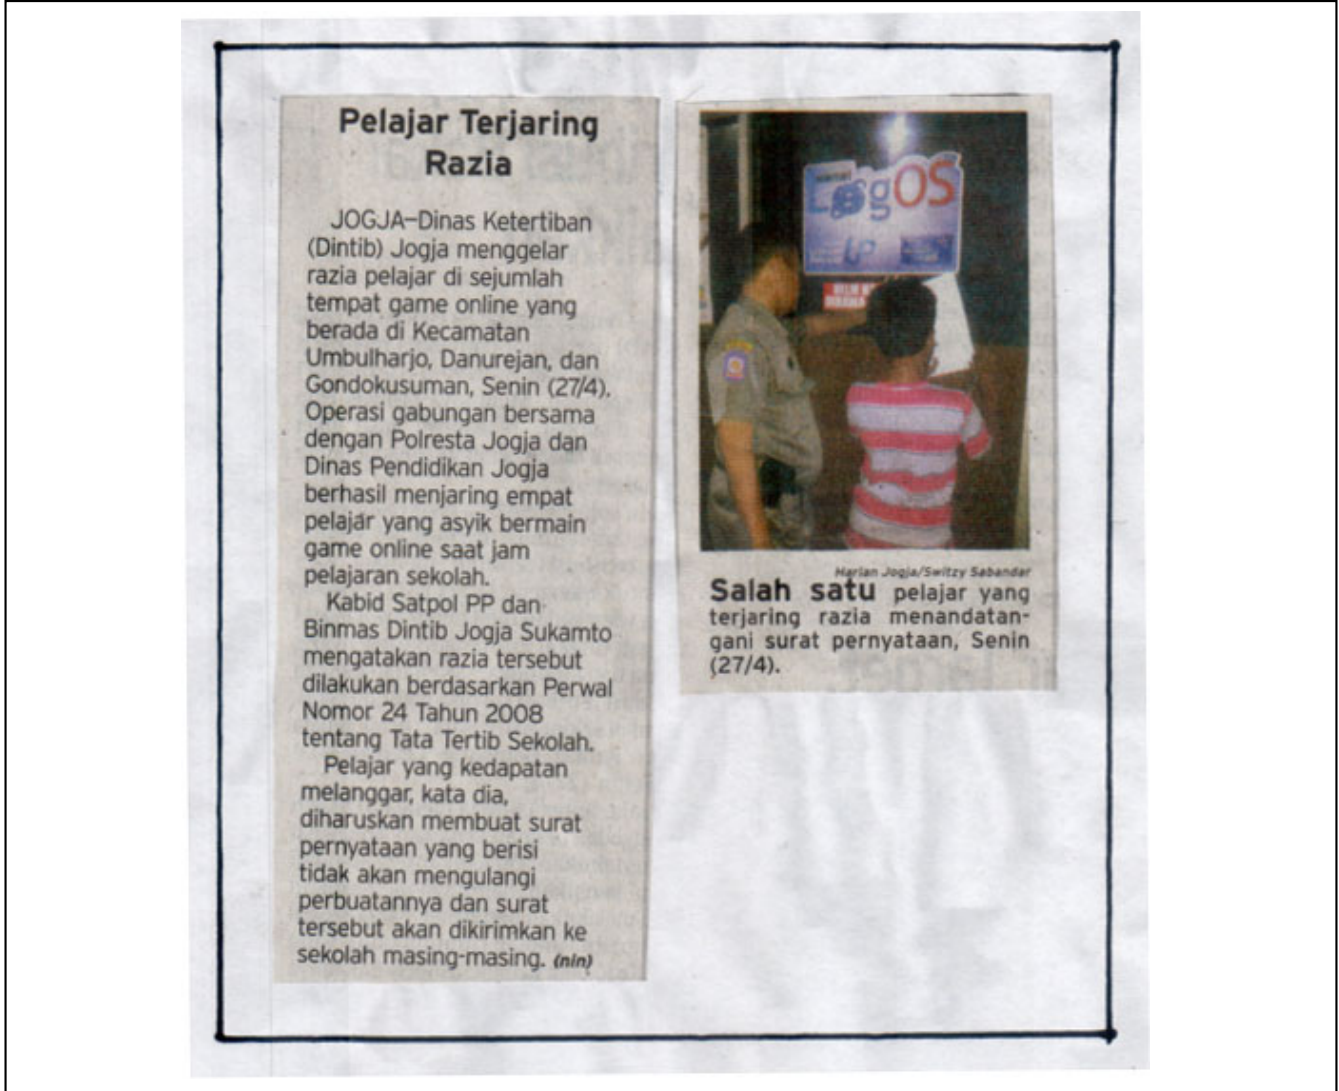 Pelajar Terjaring
Razia
JOGJA—Dinas Ketertiban
(Dintib) Jogja menggelar
razia pelajar di sejumlah
tempat game online yang
berada di Kecamatan
Umbulharjo, Danurejan, dan
Gondokusuman, Senin (27/4).
Operasi gabungan bersama
dengan Polresta Jogja dan
Dinas Pendidikan Jogja
berhasil menjaring empat
pelajar yang asyik bermain
game online saat jam
pelajaran sekolah.
Kabid Satpol PP dan
Binmas Dintib Jogja Sukamto
mengatakan razia tersebut
dilakukan berdasarkan Perwal
Nomor 24 Tahun 2008
tentang Tata Tertib Sekolah.
Pelajar yang kedapatan
melanggar, kata dia,
diharuskan membuat surat
pernyataan yang berisi
tidak akan mengulangi
perbuatannya dan surat
tersebut akan dikirimkan ke
sekolah masing-masing. (nin)
LogOS
Harian Jogja/Switzy Sabandar
Salah satu pelajar yang
terjaring razia menandatan-
gani surat pernyataan, Senin
(27/4).